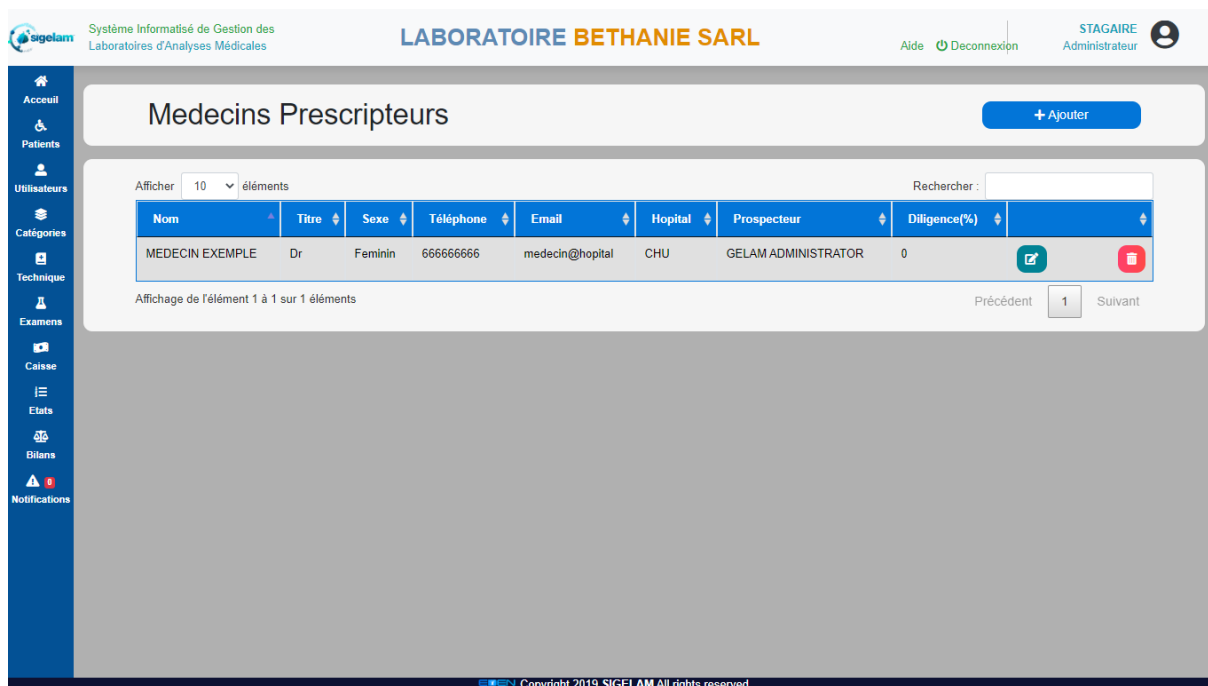 sigelam
Système Informatisé de Gestion des
Laboratoires d'Analyses Médicales
LABORATOIRE BETHANIE SARL
Aide Deconnexion
STAGAIRE
Administrateur
Acceuil
Patients
Utilisateurs
Catégories
Technique
Examens
Caisse
Etats
Bilans
0
Notifications
Medecins Prescripteurs
+ Ajouter
Afficher 10 éléments
Rechercher :
Nom Titre Sexe Téléphone Email Hopital Prospecteur Diligence(%)
MEDECIN EXEMPLE Dr Feminin 666666666 medecin@hopital CHU GELAM ADMINISTRATOR 0
Affichage de l'élément 1 à 1 sur 1 éléments
Précédent 1 Suivant
Copyright 2019 SIGELAM All rights reserved